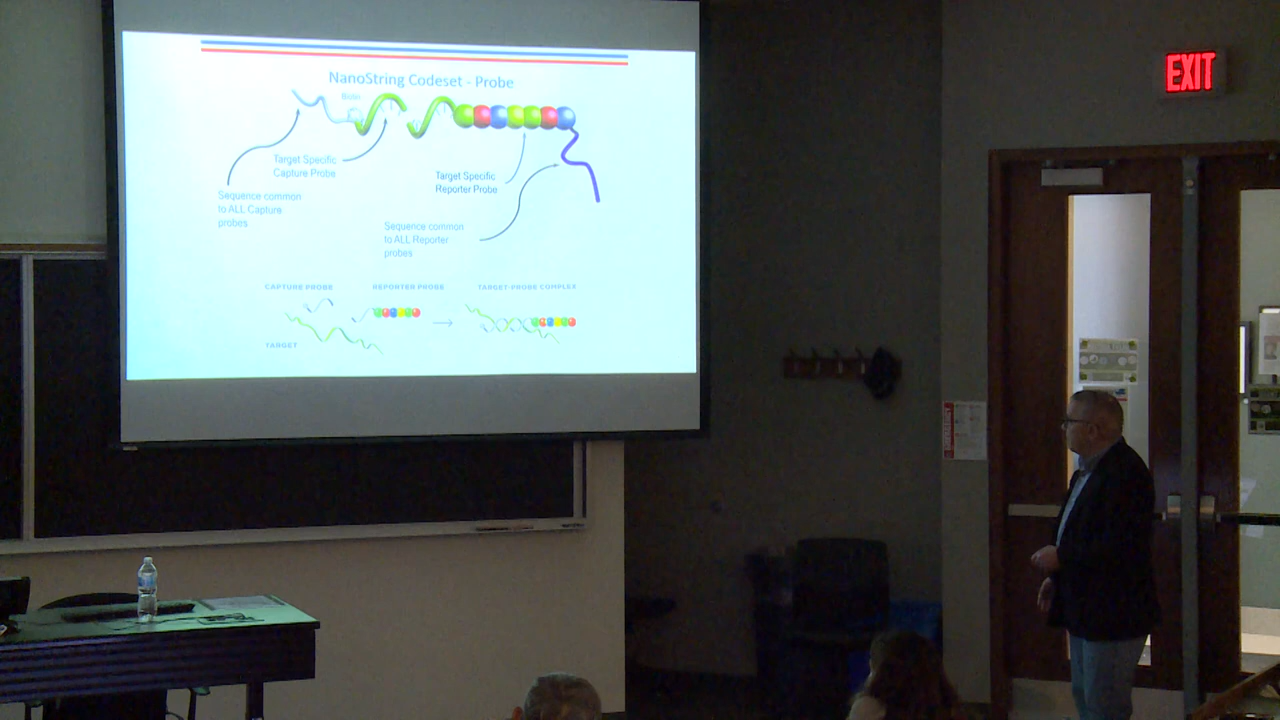 NanoString Codeset - Probe
Biotin
Target Specific
Capture Probe
Sequence common
to ALL Capture
probes
Target Specific
Reporter Probe
Sequence common
to ALL Reporter
probes
CAPTURE PROBE
REPORTER PROBE
TARGET-PROBE COMPLEX
TARGET
EXIT
EMERGENCY